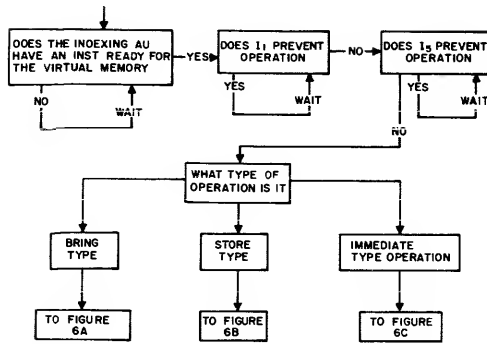 DOES THE INDEXING AU
HAVE AN INST READY FOR
THE VIRTUAL MEMORY
YES
NO
WAIT
DOES I₁ PREVENT
OPERATION
NO
YES
WAIT
DOES I₅ PREVENT
OPERATION
YES
WAIT
NO
WHAT TYPE OF
OPERATION IS IT
BRING
TYPE
STORE
TYPE
IMMEDIATE
TYPE OPERATION
TO FIGURE
6A
TO FIGURE
6B
TO FIGURE
6C